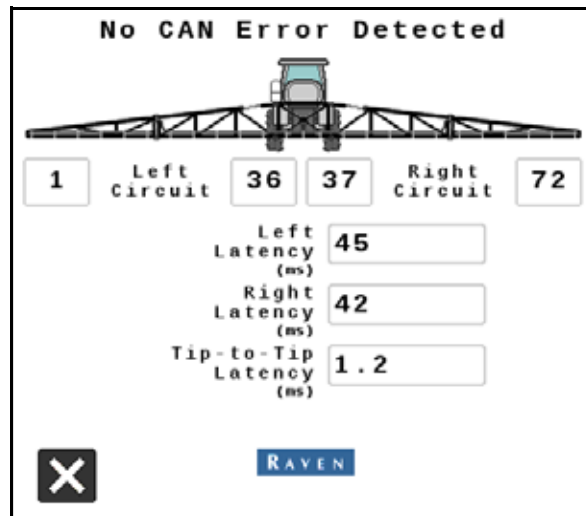 No CAN Error Detected
1 Left Circuit 36 37 Right Circuit 72
Left Latency (ms) 45
Right Latency (ms) 42
Tip-to-Tip Latency (ms) 1.2
RAVEN